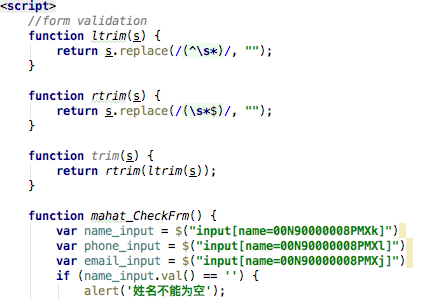 <script>
//form validation
function ltrim(s) {
return s.replace(/(^\s*)/, "");
}
function rtrim(s) {
return s.replace(/(\s*$)/, "");
}
function trim(s) {
return rtrim(ltrim(s));
}
function mahat_CheckFrm() {
var name_input = $("input[name=00N90000008PMXk]")
var phone_input = $("input[name=00N90000008PMXl]")
var email_input = $("input[name=00N90000008PMXj]")
if (name_input.val() == '') {
alert('姓名不能为空');